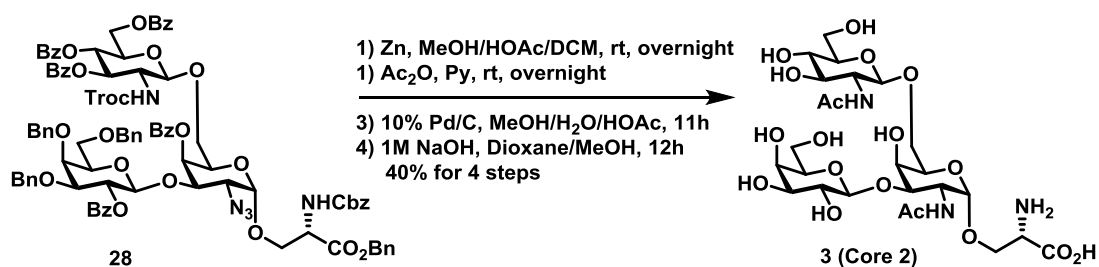 OBz
BzO
BzO
O
O
TrocHN
BnO
OBn
BzO
BnO
O
O
O
BzO
N₃
O
NHCbz
CO₂Bn
28
1) Zn, MeOH/HOAc/DCM, rt, overnight
1) Ac₂O, Py, rt, overnight
3) 10% Pd/C, MeOH/H₂O/HOAc, 11h
4) 1M NaOH, Dioxane/MeOH, 12h
40% for 4 steps
OH
HO
HO
O
O
AcHN
HO
OH
HO
HO
O
O
O
OH
AcHN
O
NH₂
CO₂H
3 (Core 2)